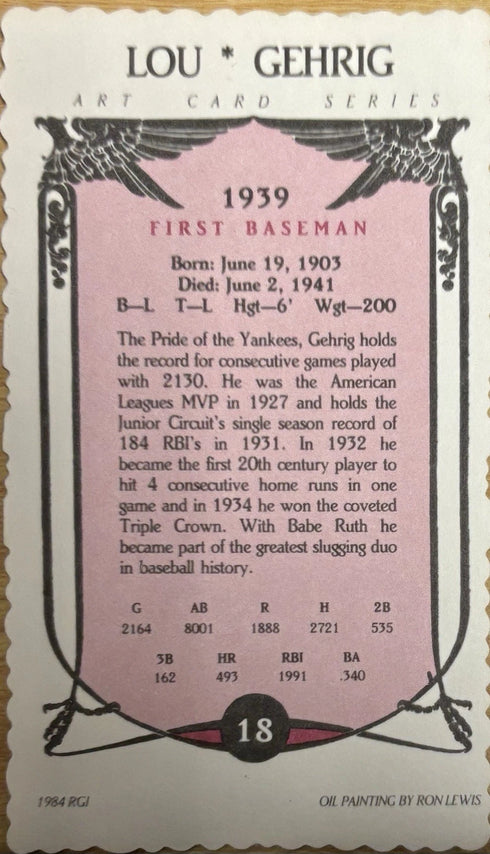 LOU * GEHRIG
ART CARD SERIES
1939
FIRST BASEMAN
Born: June 19, 1903
Died: June 2, 1941
B—L T—L Hgt—6' Wgt—200
The Pride of the Yankees, Gehrig holds
the record for consecutive games played
with 2130. He was the American
Leagues MVP in 1927 and holds the
Junior Circuit's single season record of
184 RBI's in 1931. In 1932 he
became the first 20th century player to
hit 4 consecutive home runs in one
game and in 1934 he won the coveted
Triple Crown. With Babe Ruth he
became part of the greatest slugging duo
in baseball history.
G AB R H 2B
2164 8001 1888 2721 535
3B HR RBI BA
162 493 1991 .340
18
1984 RGI OIL PAINTING BY RON LEWIS